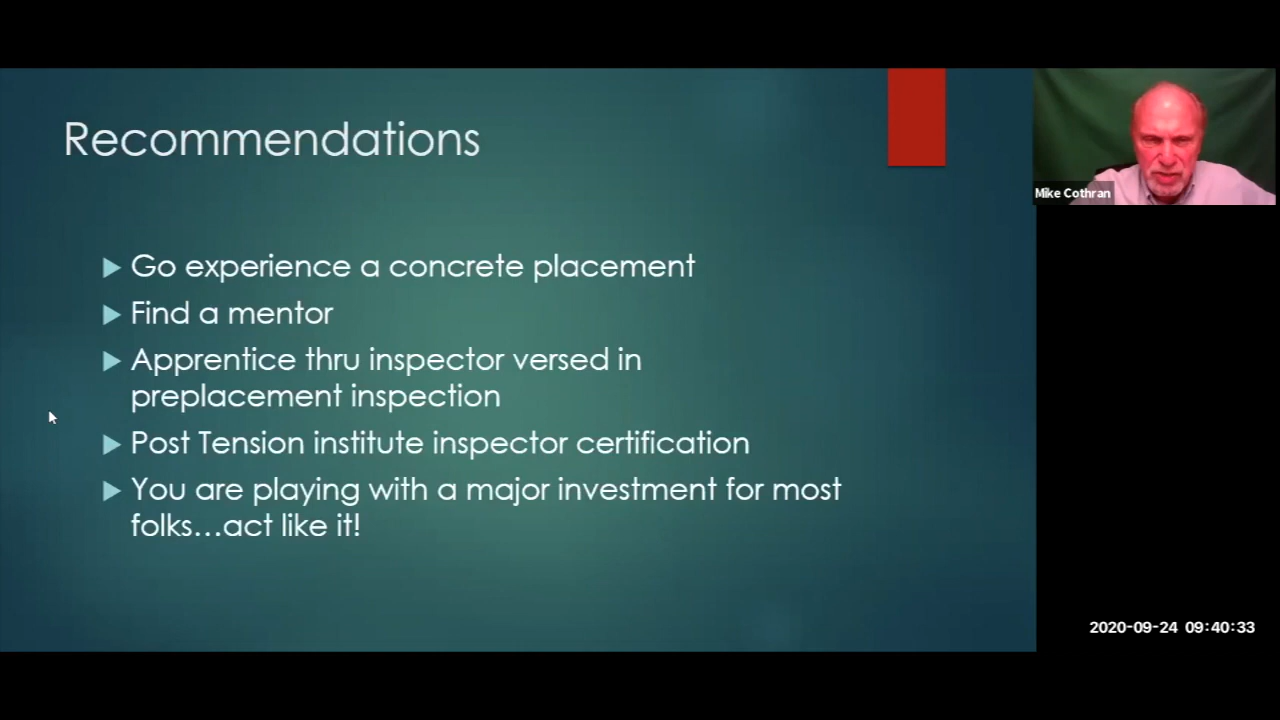 Recommendations
Go experience a concrete placement
Find a mentor
Apprentice thru inspector versed in
preplacement inspection
Post Tension institute inspector certification
You are playing with a major investment for most
folks...act like it!
Mike Cothran
2020-09-24 09:40:33